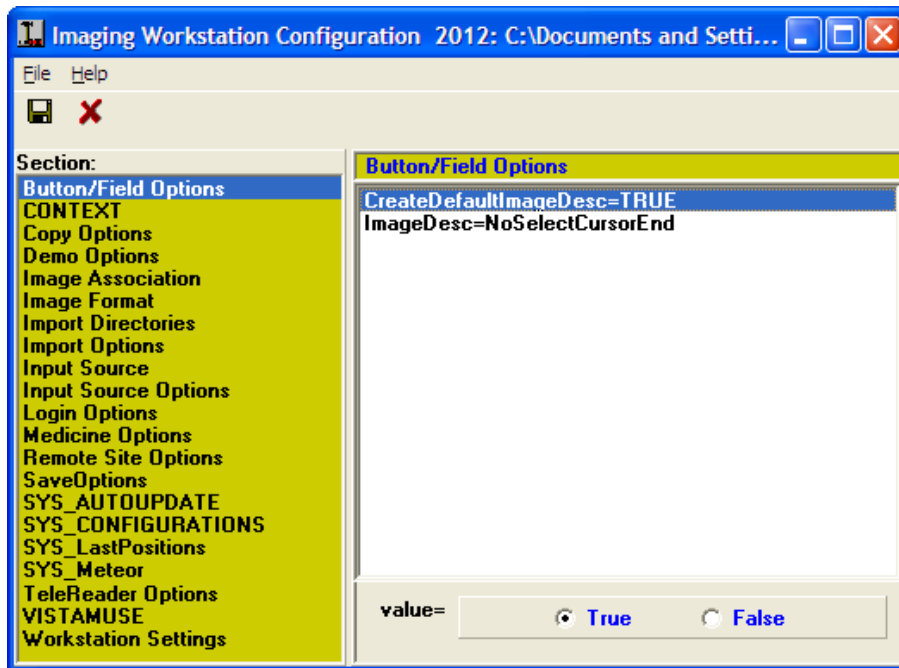 Imaging Workstation Configuration 2012: C:\Documents and Setti...
File Help
Section:
Button/Field Options
CONTEXT
Copy Options
Demo Options
Image Association
Image Format
Import Directories
Import Options
Input Source
Input Source Options
Login Options
Medicine Options
Remote Site Options
SaveOptions
SYS_AUTOUPDATE
SYS_CONFIGURATIONS
SYS_LastPositions
SYS_Meteor
TeleReader Options
VISTAMUSE
Workstation Settings
Button/Field Options
CreateDefaultImageDesc=TRUE
ImageDesc=NoSelectCursorEnd
value= True False